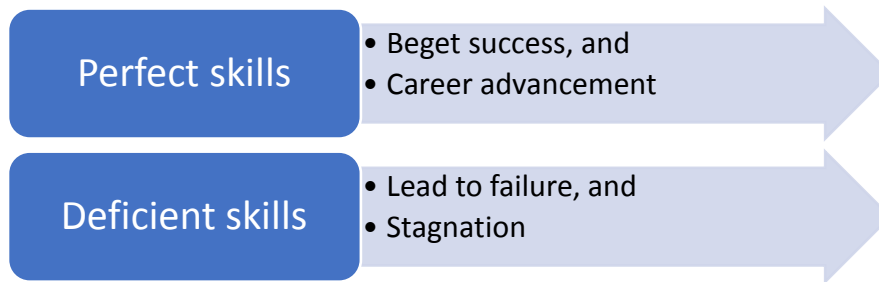 Perfect skills
• Beget success, and
• Career advancement
Deficient skills
• Lead to failure, and
• Stagnation